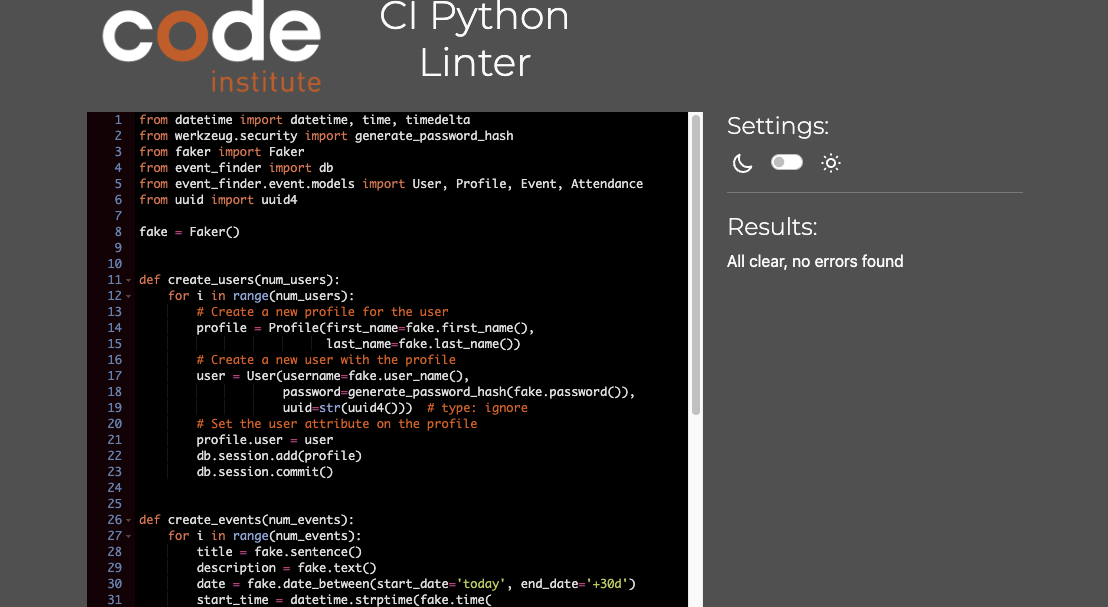 code
institute
CI Python
Linter
1 from datetime import datetime, time, timedelta
2 from werkzeug.security import generate_password_hash
3 from faker import Faker
4 from event_finder import db
5 from event_finder.event.models import User, Profile, Event, Attendance
6 from uuid import uuid4
7
8 fake = Faker()
9
10
11 def create_users(num_users):
12     for i in range(num_users):
13         # Create a new profile for the user
14         profile = Profile(first_name=fake.first_name(),
15                           last_name=fake.last_name())
16         # Create a new user with the profile
17         user = User(username=fake.user_name(),
18                     password=generate_password_hash(fake.password()),
19                     uuid=str(uuid4()))  # type: ignore
20         # Set the user attribute on the profile
21         profile.user = user
22         db.session.add(profile)
23         db.session.commit()
24
25
26 def create_events(num_events):
27     for i in range(num_events):
28         title = fake.sentence()
29         description = fake.text()
30         date = fake.date_between(start_date='today', end_date='+30d')
31         start_time = datetime.strptime(fake.time(
Settings:
Results:
All clear, no errors found